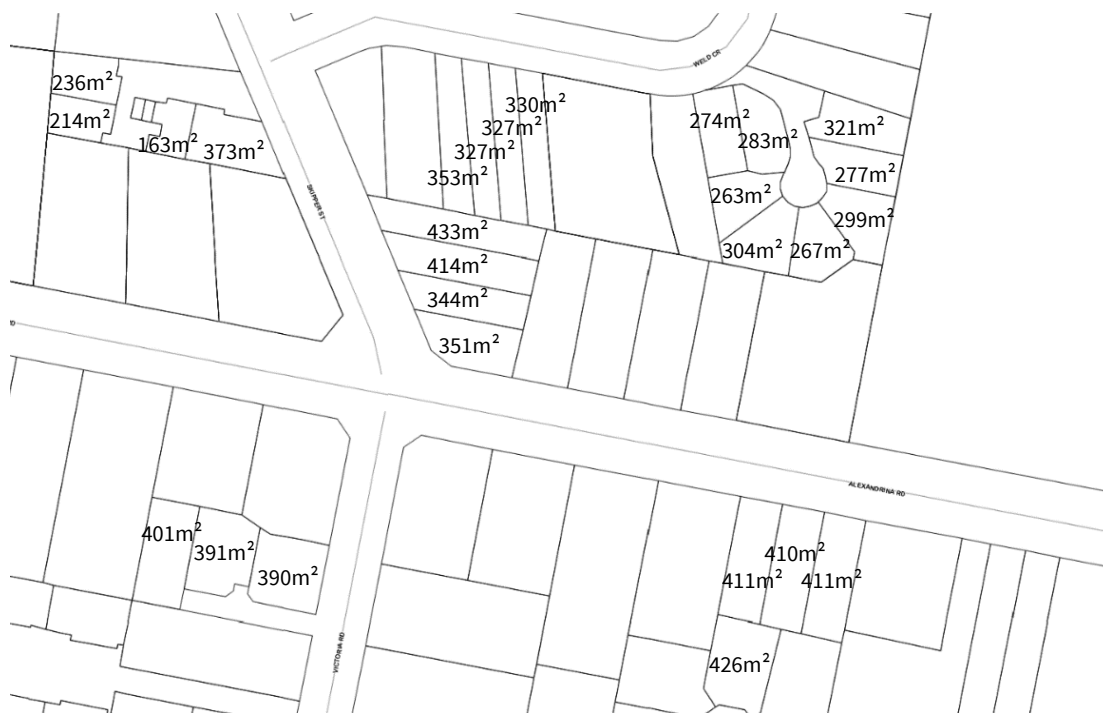 WELD CR
236m²
214m²
163m²
373m²
330m²
327m²
327m²
353m²
274m²
283m²
321m²
277m²
263m²
299m²
304m²
267m²
SKIPPER ST
433m²
414m²
344m²
351m²
ALEXANDRINA RD
401m²
391m²
390m²
410m²
411m²
411m²
426m²
VICTORIA RD